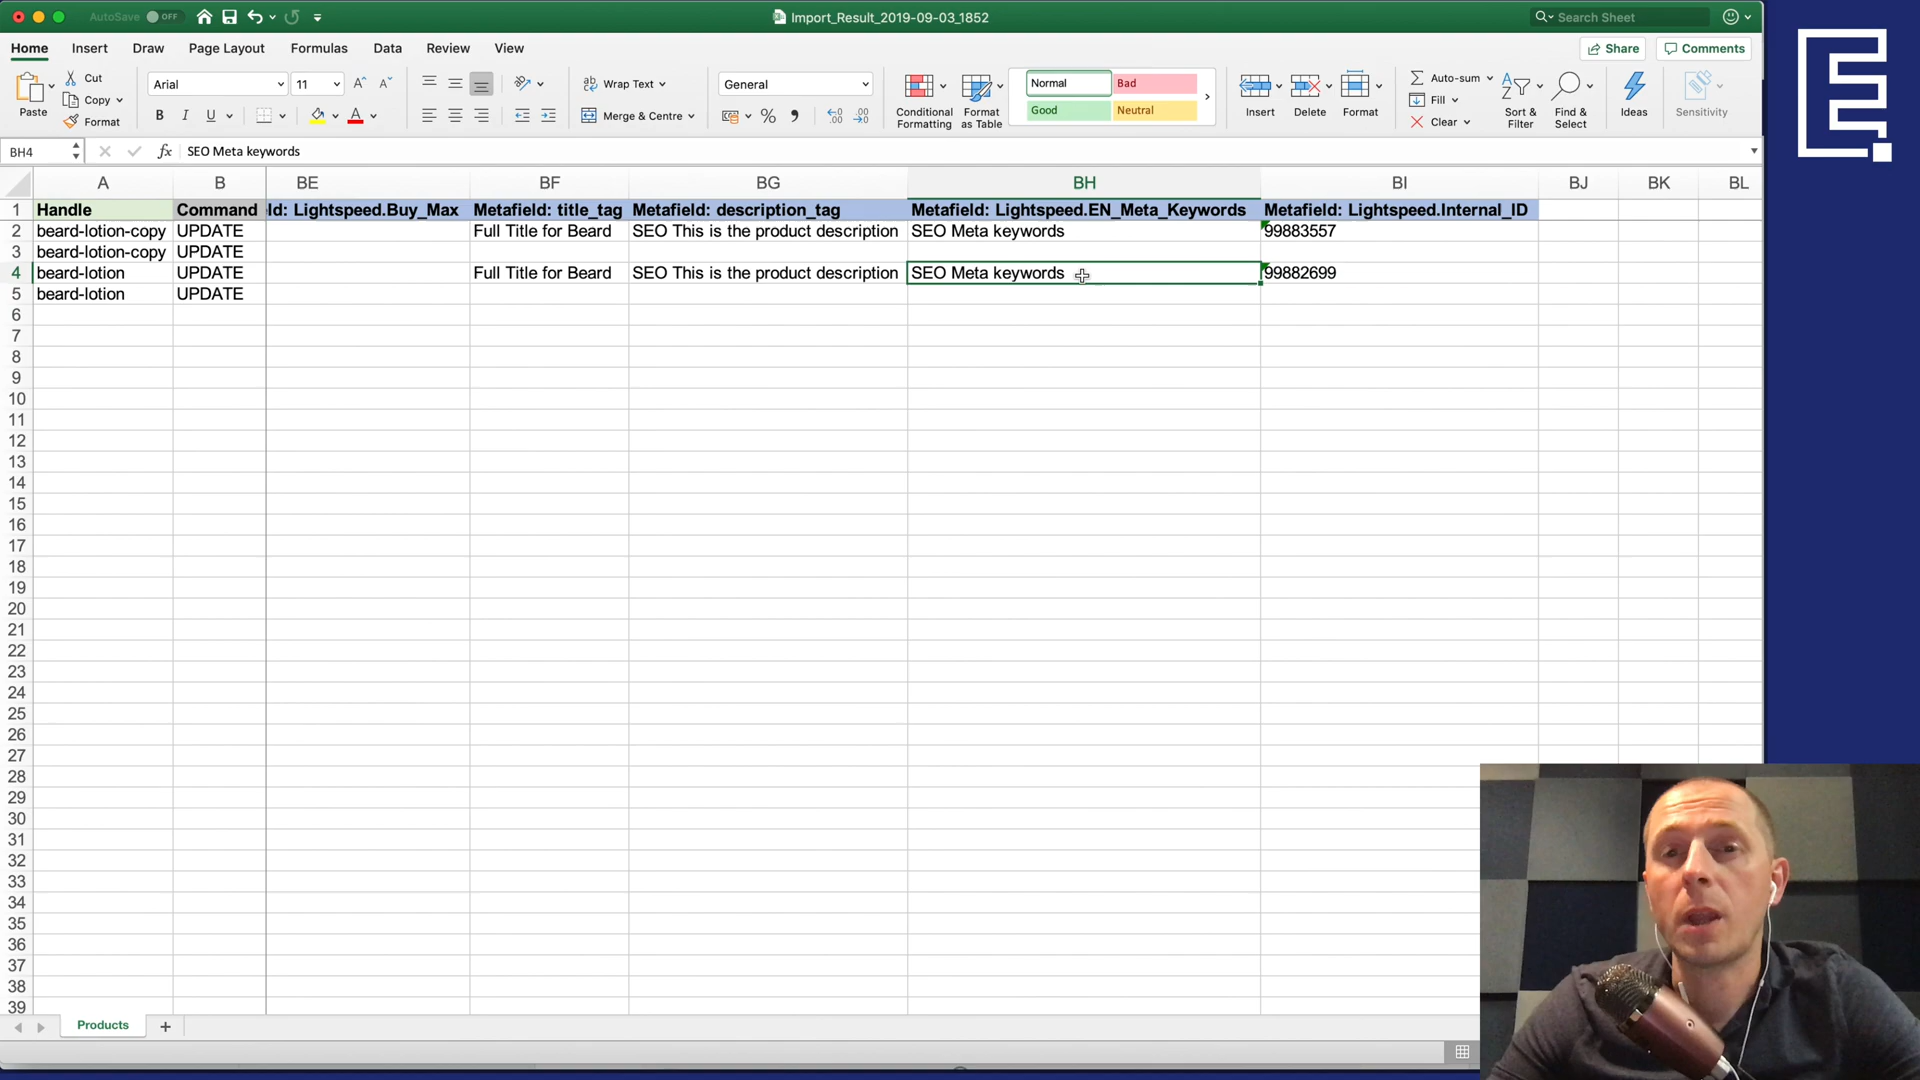 AutoSave OFF
Import_Result_2019-09-03_1852
Search Sheet
Home Insert Draw Page Layout Formulas Data Review View
Share Comments
Paste Cut Copy Format
Arial 11
B I U A
Wrap Text
Merge & Centre
General
Conditional Formatting
Format as Table
Normal Bad
Good Neutral
Insert Delete Format
Auto-sum
Fill
Clear
Sort & Filter
Find & Select
Ideas
Sensitivity
BH4 fx SEO Meta keywords
A B BE BF BG BH BI BJ BK BL
1 Handle Command ld: Lightspeed.Buy_Max Metafield: title_tag Metafield: description_tag Metafield: Lightspeed.EN_Meta_Keywords Metafield: Lightspeed.Internal_ID
2 beard-lotion-copy UPDATE Full Title for Beard SEO This is the product description SEO Meta keywords 99883557
3 beard-lotion-copy UPDATE
4 beard-lotion UPDATE Full Title for Beard SEO This is the product description SEO Meta keywords 99882699
5 beard-lotion UPDATE
6
7
8
9
10
11
12
13
14
15
16
17
18
19
20
21
22
23
24
25
26
27
28
29
30
31
32
33
34
35
36
37
38
39
Products +
E.